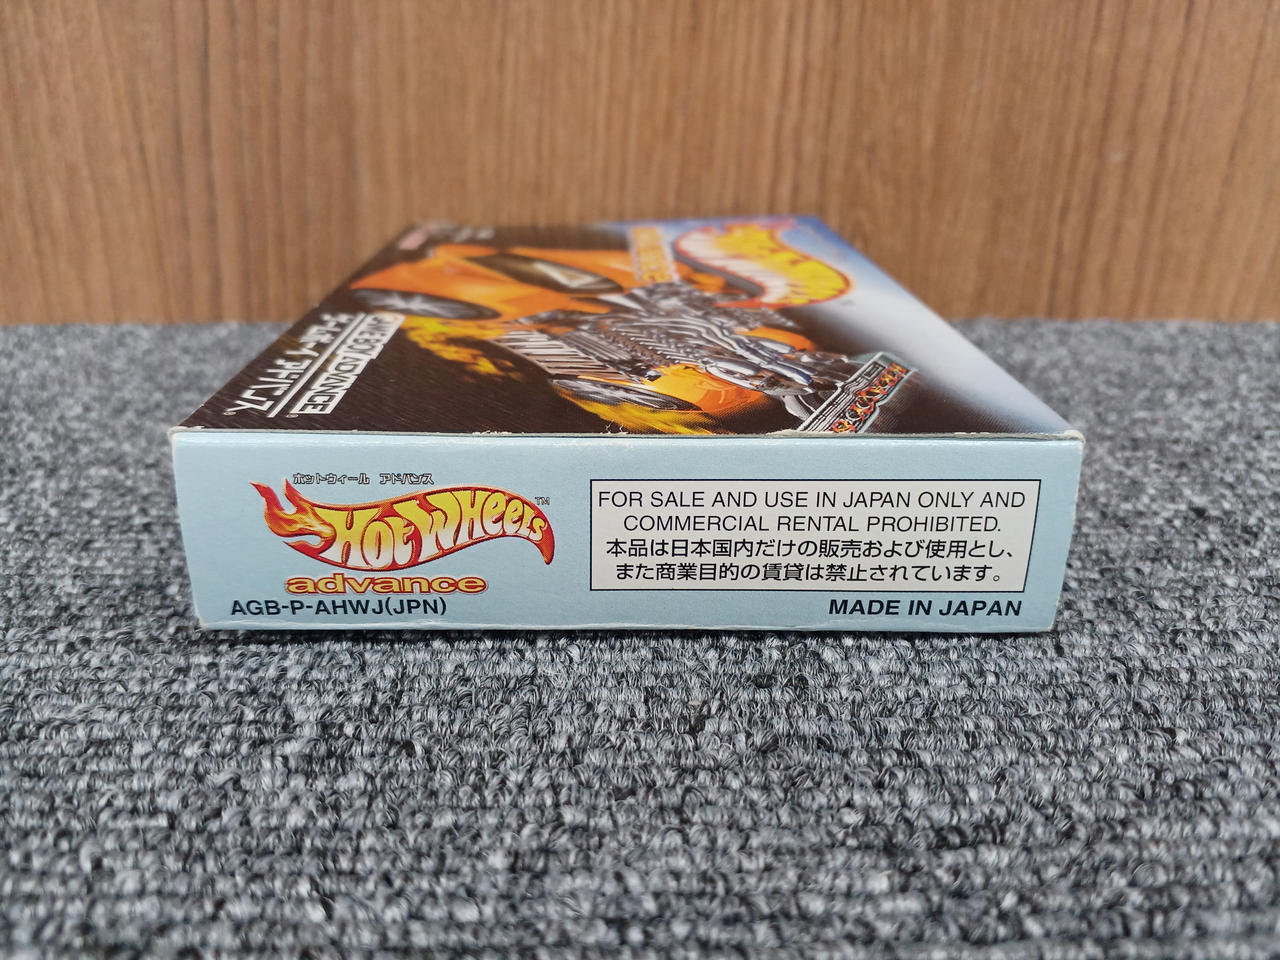 ゲームボーイ アドバンス
GAME BOY ADVANCE
ホットウィール アドバンス
HOT WHEELS™
advance
AGB-P-AHWJ(JPN)
FOR SALE AND USE IN JAPAN ONLY AND
COMMERCIAL RENTAL PROHIBITED.
本品は日本国内だけの販売および使用とし、
また商業目的の賃貸は禁止されています。
MADE IN JAPAN